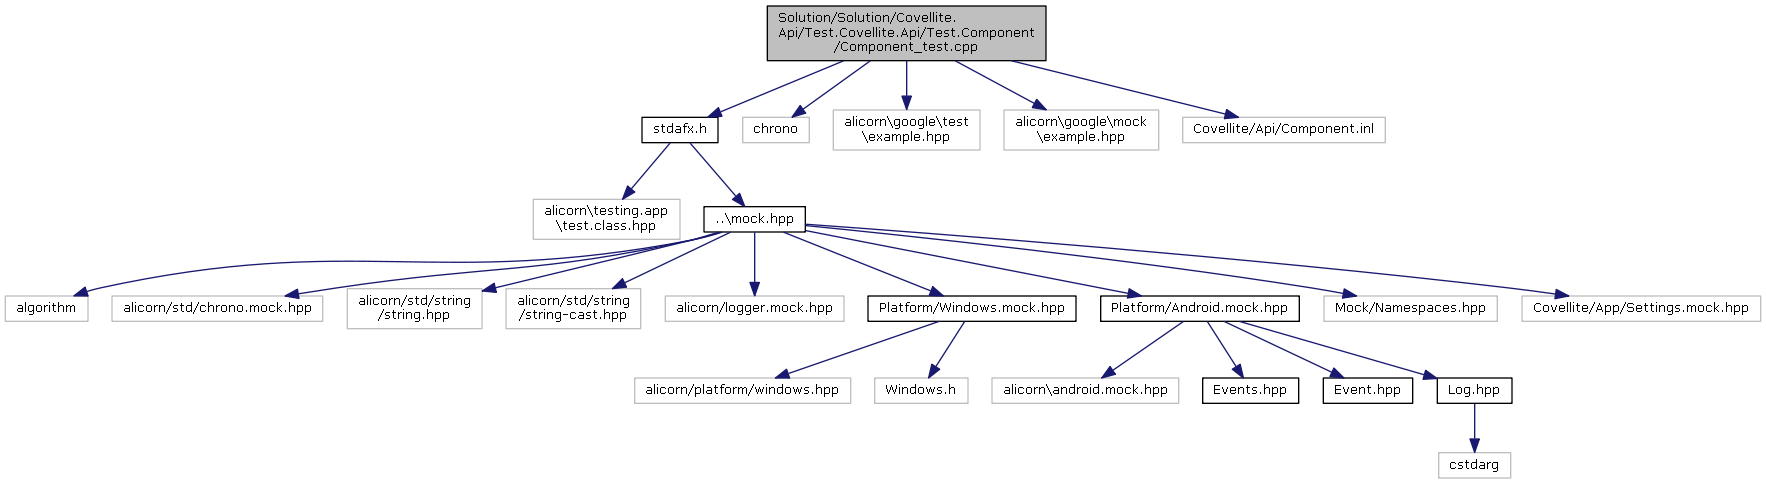 Solution/Solution/Covellite.
Api/Test.Covellite.Api/Test.Component
/Component_test.cpp
stdafx.h
chrono
alicorn\google\test
\example.hpp
alicorn\google\mock
\example.hpp
Covellite/Api/Component.inl
alicorn\testing.app
\test.class.hpp
..\mock.hpp
algorithm
alicorn/std/chrono.mock.hpp
alicorn/std/string
/string.hpp
alicorn/std/string
/string-cast.hpp
alicorn/logger.mock.hpp
Platform/Windows.mock.hpp
Platform/Android.mock.hpp
Mock/Namespaces.hpp
Covellite/App/Settings.mock.hpp
alicorn/platform/windows.hpp
Windows.h
alicorn\android.mock.hpp
Events.hpp
Event.hpp
Log.hpp
cstdarg